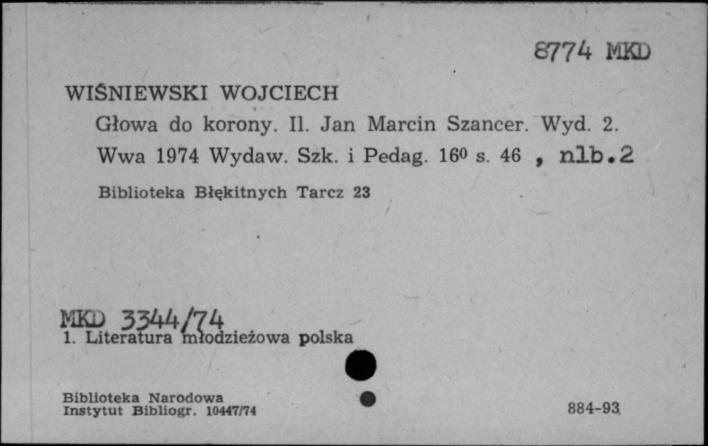 8774 MKD
WIŚNIEWSKI WOJCIECH
Głowa do korony. Il. Jan Marcin Szancer. Wyd. 2.
Wwa 1974 Wydaw. Szk. i Pedag. 16⁰ s. 46 , nlb.2
Biblioteka Błękitnych Tarcz 23
MKD 3344/74
1. Literatura młodzieżowa polska
Biblioteka Narodowa
Instytut Bibliogr. 10447/74
884-93